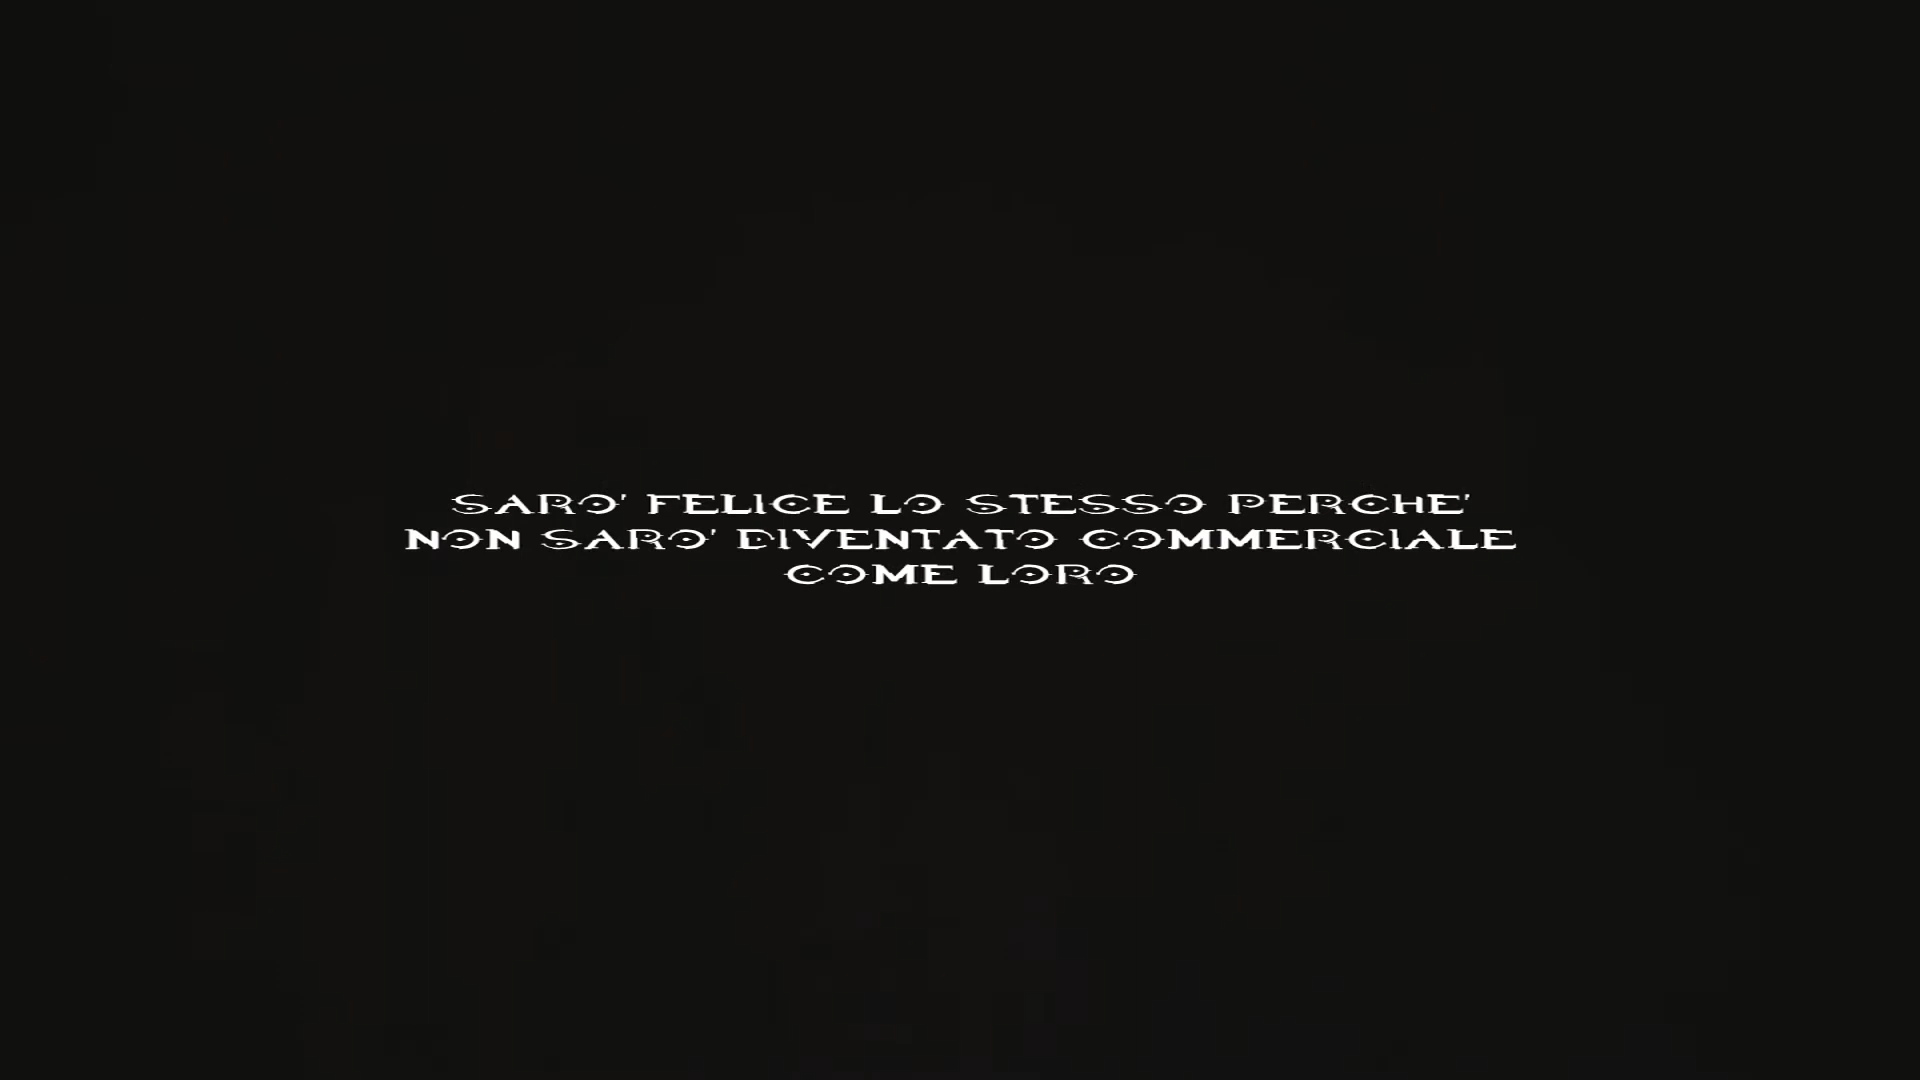 SARO' FELICE LO STESSO PERCHE'
NON SARO' DIVENTATO COMMERCIALE
COME LORO